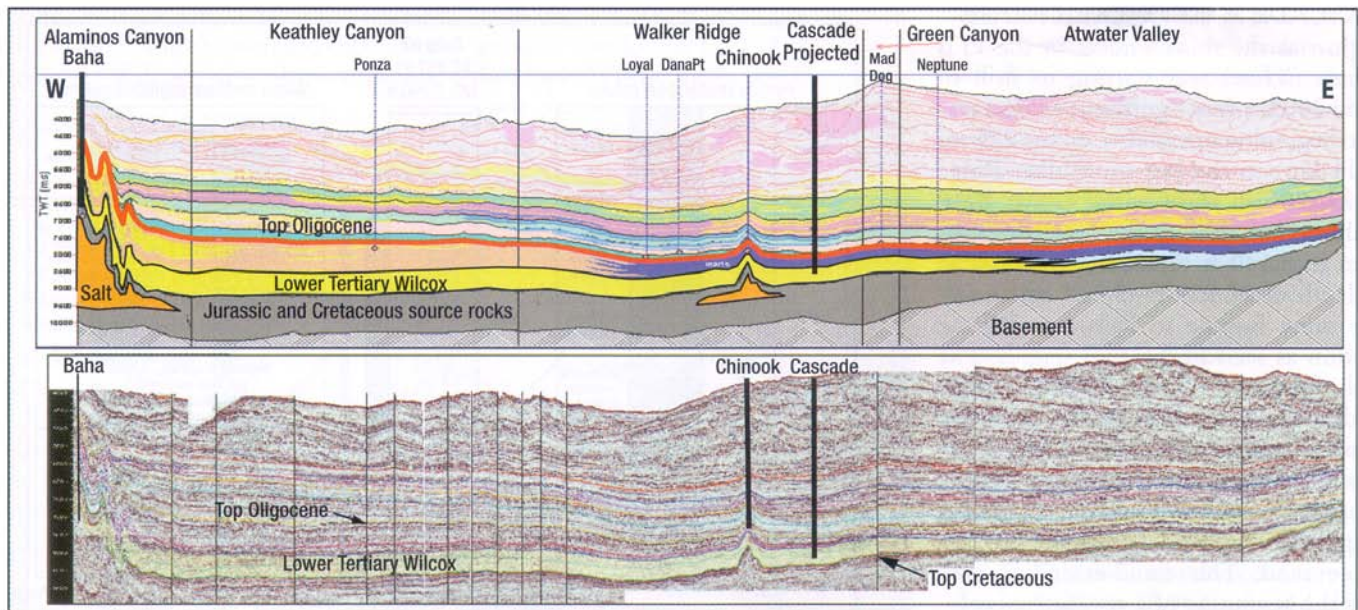 Alaminos Canyon
Keathley Canyon
Walker Ridge
Cascade Projected
Green Canyon
Atwater Valley
Baha
Ponza
Loyal
DanaPt
Chinook
Mad Dog
Neptune
W
E
TWT (ms)
Top Oligocene
Lower Tertiary Wilcox
Salt
Jurassic and Cretaceous source rocks
Basement
Baha
Chinook
Cascade
Top Oligocene
Lower Tertiary Wilcox
Top Cretaceous